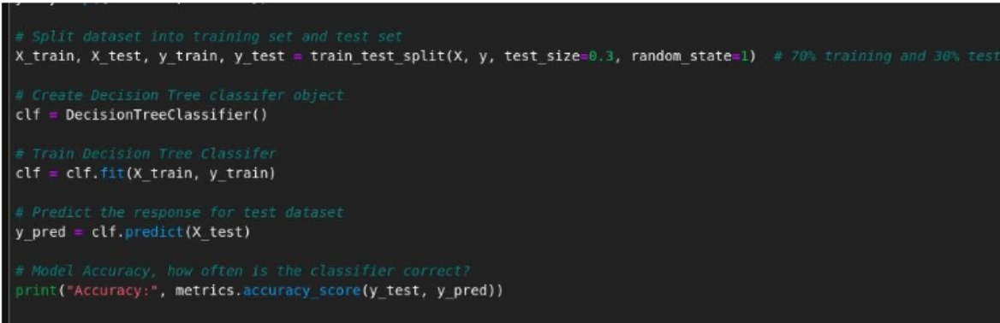 # Split dataset into training set and test set
X_train, X_test, y_train, y_test = train_test_split(X, y, test_size=0.3, random_state=1)  # 70% training and 30% test
# Create Decision Tree classifer object
clf = DecisionTreeClassifier()
# Train Decision Tree Classifer
clf = clf.fit(X_train, y_train)
# Predict the response for test dataset
y_pred = clf.predict(X_test)
# Model Accuracy, how often is the classifier correct?
print("Accuracy:", metrics.accuracy_score(y_test, y_pred))